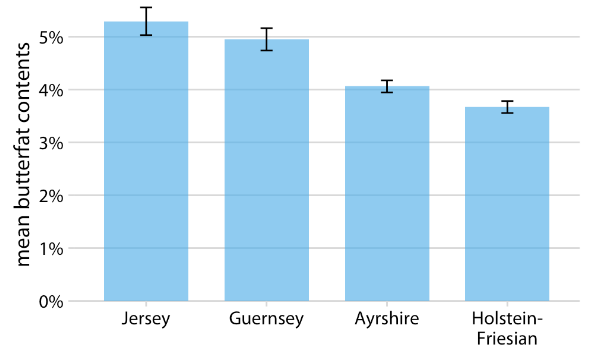 mean butterfat contents
5%
4%
3%
2%
1%
0%
Jersey
Guernsey
Ayrshire
Holstein-
Friesian